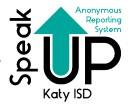 Speak
UP
Anonymous
Reporting
System
Katy ISD